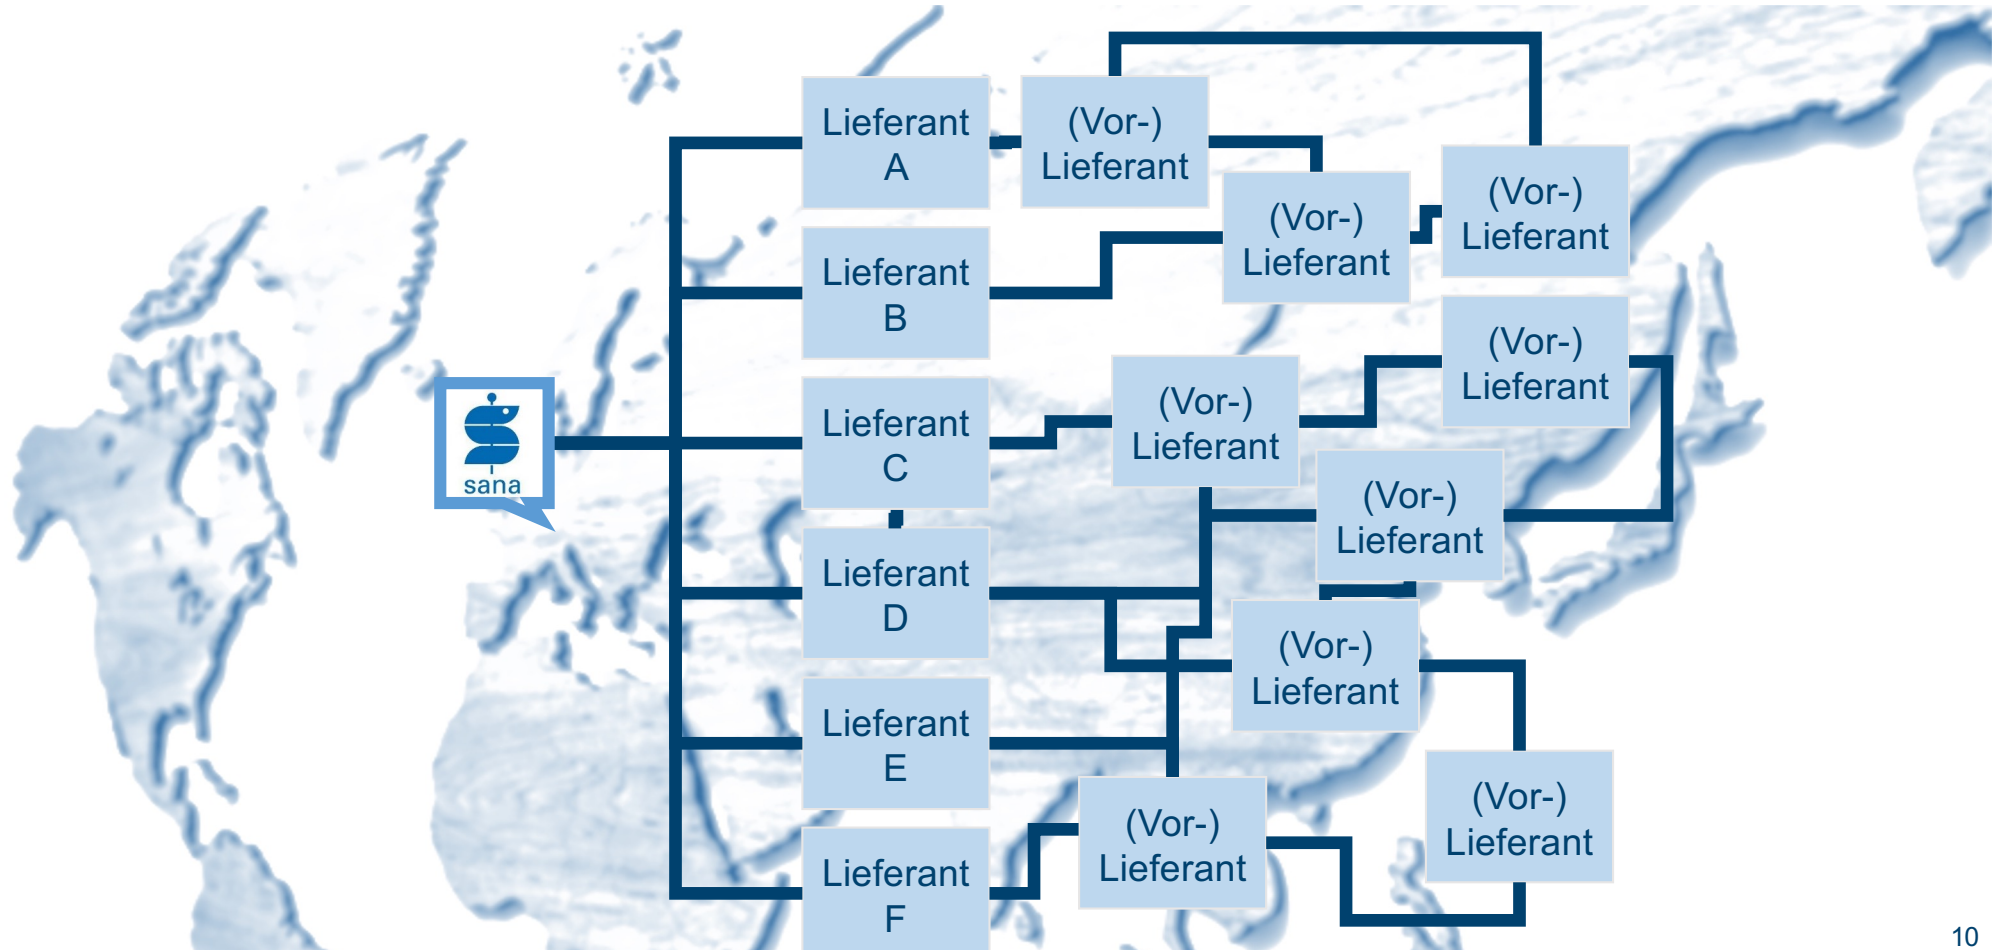 sana
Lieferant
A
Lieferant
B
Lieferant
C
Lieferant
D
Lieferant
E
Lieferant
F
(Vor-)
Lieferant
(Vor-)
Lieferant
(Vor-)
Lieferant
(Vor-)
Lieferant
(Vor-)
Lieferant
(Vor-)
Lieferant
(Vor-)
Lieferant
(Vor-)
Lieferant
(Vor-)
Lieferant
10